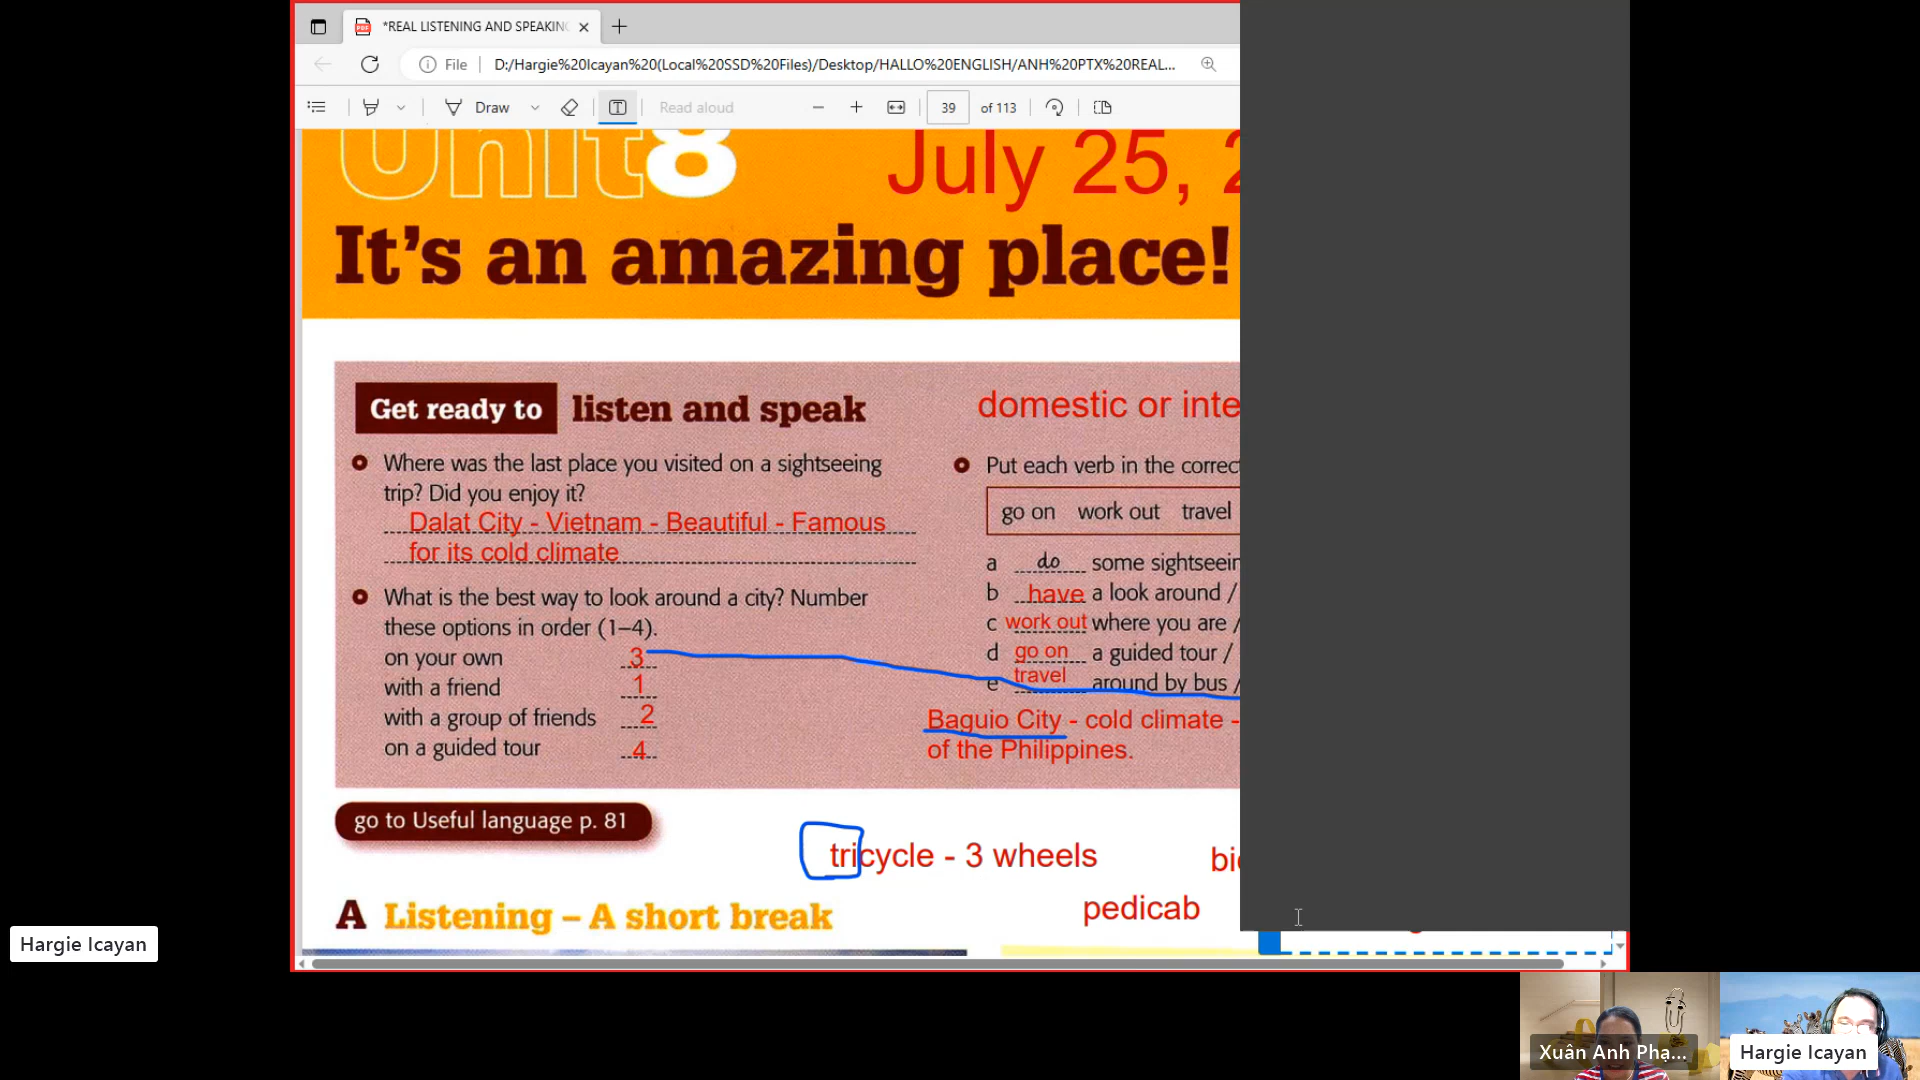 *REAL LISTENING AND SPEAKIN
File D:/Hargie%20Icayan%20(Local%20SSD%20Files)/Desktop/HALLO%20ENGLISH/ANH%20PTX%20REAL...
Draw Read aloud 39 of 113
Unit 8 July 25,
It's an amazing place!
Get ready to listen and speak
domestic or inte
Where was the last place you visited on a sightseeing
trip? Did you enjoy it?
Dalat City - Vietnam - Beautiful - Famous
for its cold climate
What is the best way to look around a city? Number
these options in order (1–4).
on your own 3
with a friend 1
with a group of friends 2
on a guided tour 4
Put each verb in the correct
go on work out travel
a do some sightseein
b have a look around /
c work out where you are /
d go on a guided tour /
e travel around by bus /
Baguio City - cold climate -
of the Philippines.
go to Useful language p. 81
tricycle - 3 wheels
bi
pedicab
A Listening – A short break
Hargie Icayan
Xuân Anh Phạ...
Hargie Icayan